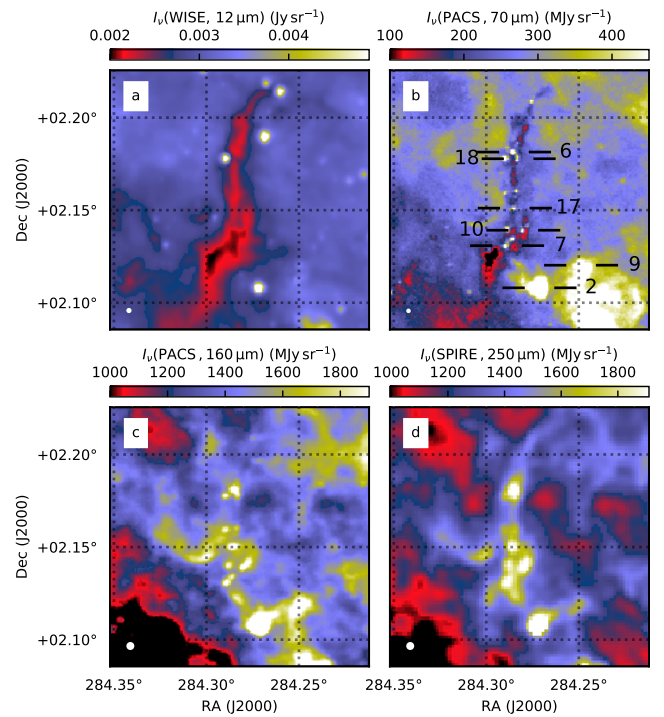 I_ν(WISE, 12 μm) (Jy sr⁻¹)
I_ν(PACS, 70 μm) (MJy sr⁻¹)
0.002 0.003 0.004
100 200 300 400
a
b
+02.20°
+02.15°
+02.10°
Dec (J2000)
18 6
17
10
7
9
2
I_ν(PACS, 160 μm) (MJy sr⁻¹)
I_ν(SPIRE, 250 μm) (MJy sr⁻¹)
1000 1200 1400 1600 1800
1000 1200 1400 1600 1800
c
d
+02.20°
+02.15°
+02.10°
Dec (J2000)
284.35° 284.30° 284.25°
284.35° 284.30° 284.25°
RA (J2000)
RA (J2000)